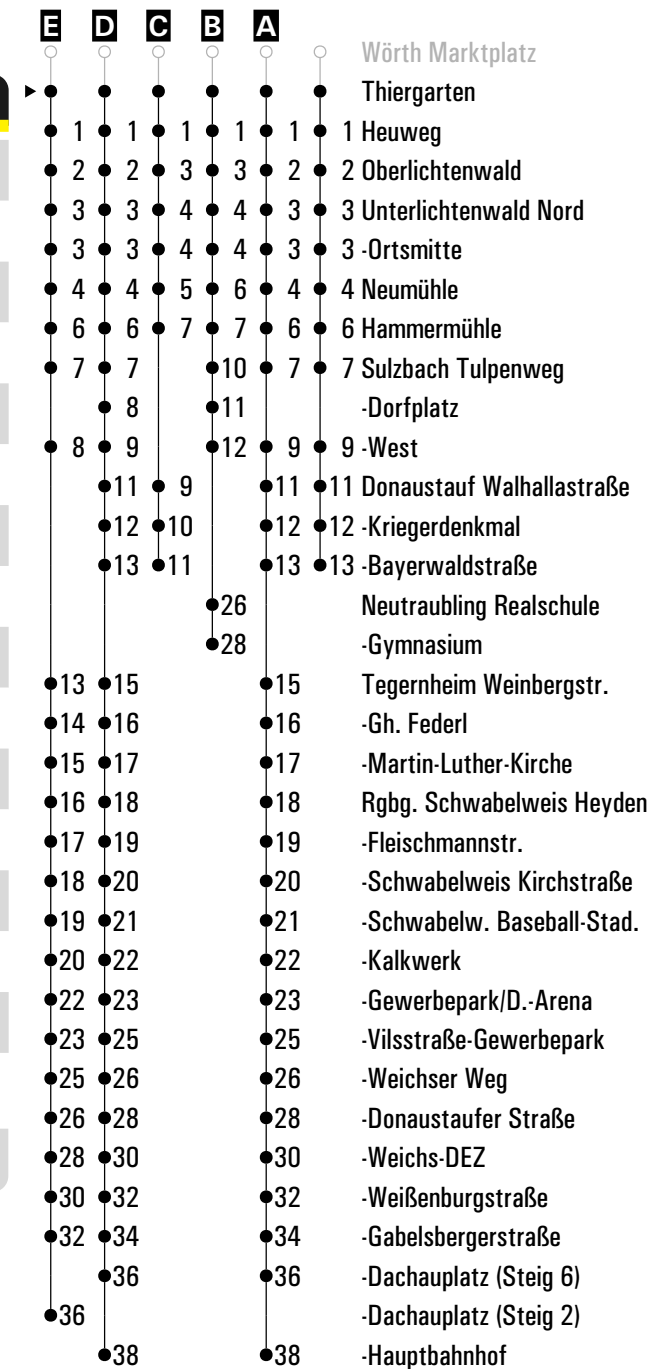 E D C B A
Wörth Marktplatz
Thiergarten
1 1 1 1 1 1 Heuweg
2 2 3 3 2 2 Oberlichtenwald
3 3 4 4 3 3 Unterlichtenwald Nord
3 3 4 4 3 3 -Ortsmitte
4 4 5 6 4 4 Neumühle
6 6 7 7 6 6 Hammermühle
7 7 10 7 7 Sulzbach Tulpenweg
8 11 -Dorfplatz
8 9 12 9 9 -West
11 9 11 11 Donaustauf Walhallastraße
12 10 12 12 -Kriegerdenkmal
13 11 13 13 -Bayerwaldstraße
26 Neutraubling Realschule
28 -Gymnasium
13 15 15 Tegernheim Weinbergstr.
14 16 16 -Gh. Federl
15 17 17 -Martin-Luther-Kirche
16 18 18 Rgbg. Schwabelweis Heyden
17 19 19 -Fleischmannstr.
18 20 20 -Schwabelweis Kirchstraße
19 21 21 -Schwabelw. Baseball-Stad.
20 22 22 -Kalkwerk
22 23 23 -Gewerbepark/D.-Arena
23 25 25 -Vilsstraße-Gewerbepark
25 26 26 -Weichser Weg
26 28 28 -Donaustaufer Straße
28 30 30 -Weichs-DEZ
30 32 32 -Weißenburgstraße
32 34 34 -Gabelsbergerstraße
36 36 -Dachauplatz (Steig 6)
36 -Dachauplatz (Steig 2)
38 38 -Hauptbahnhof